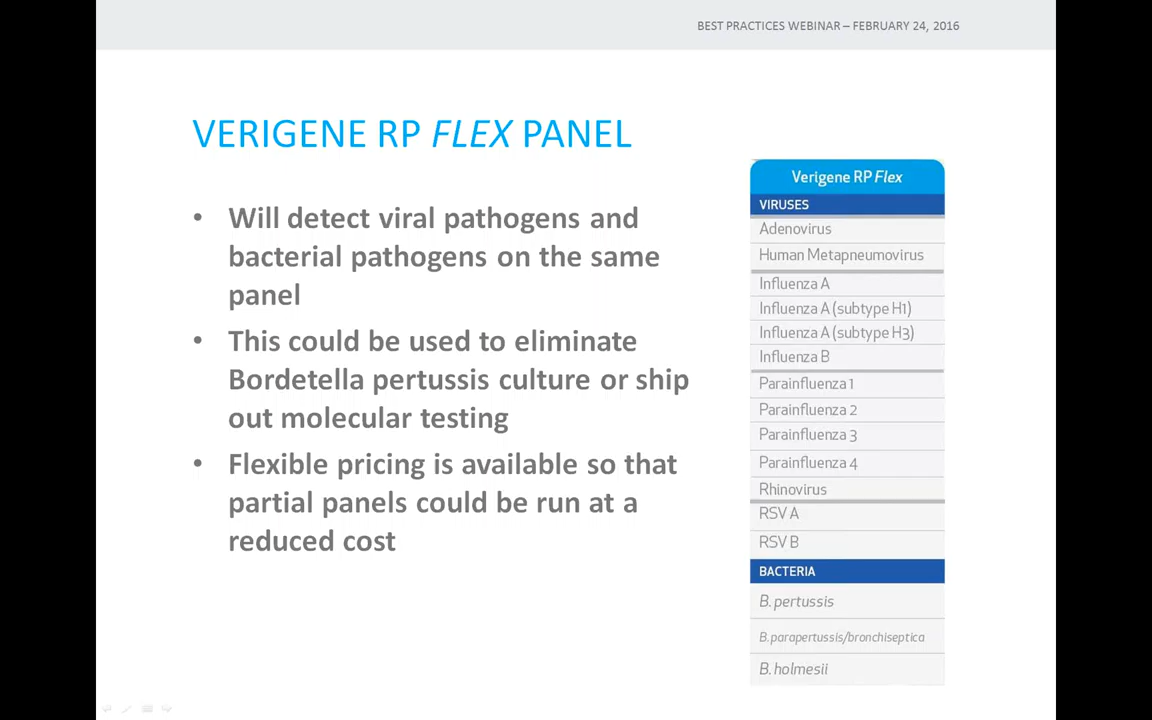 BEST PRACTICES WEBINAR – FEBRUARY 24, 2016
VERIGENE RP FLEX PANEL
• Will detect viral pathogens and
bacterial pathogens on the same
panel
• This could be used to eliminate
Bordetella pertussis culture or ship
out molecular testing
• Flexible pricing is available so that
partial panels could be run at a
reduced cost
Verigene RP Flex
VIRUSES
Adenovirus
Human Metapneumovirus
Influenza A
Influenza A (subtype H1)
Influenza A (subtype H3)
Influenza B
Parainfluenza 1
Parainfluenza 2
Parainfluenza 3
Parainfluenza 4
Rhinovirus
RSV A
RSV B
BACTERIA
B. pertussis
B. parapertussis/bronchiseptica
B. holmesii